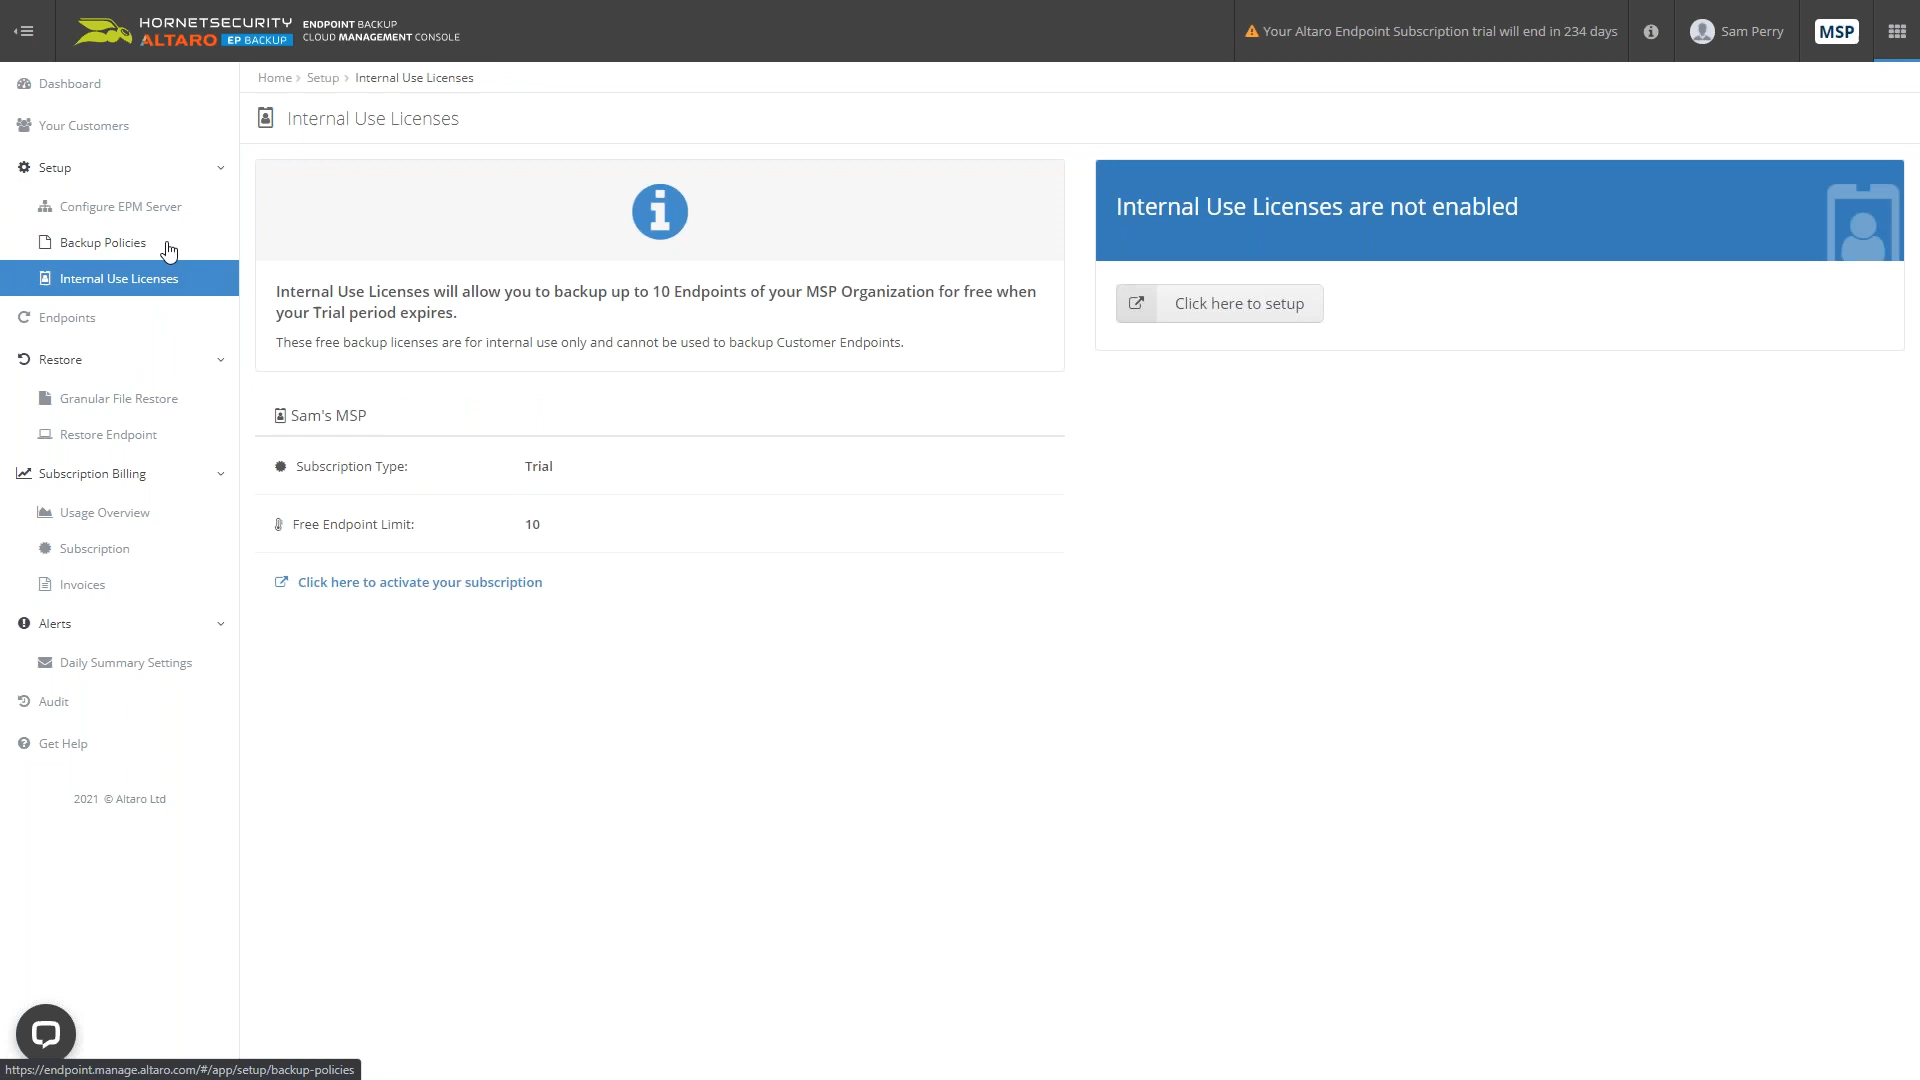 HORNETSECURITY
ALTARO EP BACKUP
ENDPOINT BACKUP
CLOUD MANAGEMENT CONSOLE
Your Altaro Endpoint Subscription trial will end in 234 days
Sam Perry
MSP
Dashboard
Your Customers
Setup
Configure EPM Server
Backup Policies
Internal Use Licenses
Endpoints
Restore
Granular File Restore
Restore Endpoint
Subscription Billing
Usage Overview
Subscription
Invoices
Alerts
Daily Summary Settings
Audit
Get Help
2021 © Altaro Ltd
Home › Setup › Internal Use Licenses
Internal Use Licenses
Internal Use Licenses will allow you to backup up to 10 Endpoints of your MSP Organization for free when
your Trial period expires.
These free backup licenses are for internal use only and cannot be used to backup Customer Endpoints.
Sam's MSP
Subscription Type: Trial
Free Endpoint Limit: 10
Click here to activate your subscription
Internal Use Licenses are not enabled
Click here to setup
https://endpoint.manage.altaro.com/#/app/setup/backup-policies